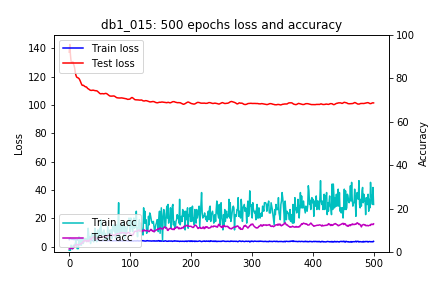 db1_015: 500 epochs loss and accuracy
Train loss
Test loss
Train acc
Test acc
Loss
140
120
100
80
60
40
20
0
Accuracy
100
80
60
40
20
0
0 100 200 300 400 500